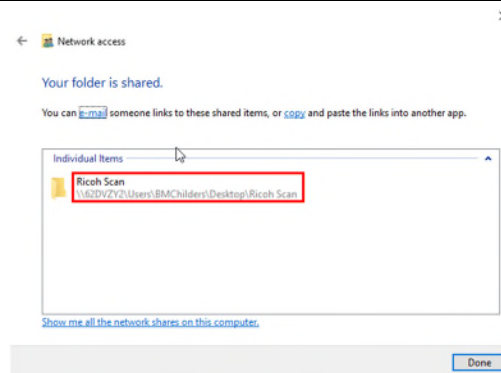 Network access
Your folder is shared.
You can e-mail someone links to these shared items, or copy and paste the links into another app.
Individual Items
Ricoh Scan
\\62DVZY2\Users\BMChilders\Desktop\Ricoh Scan
Show me all the network shares on this computer.
Done